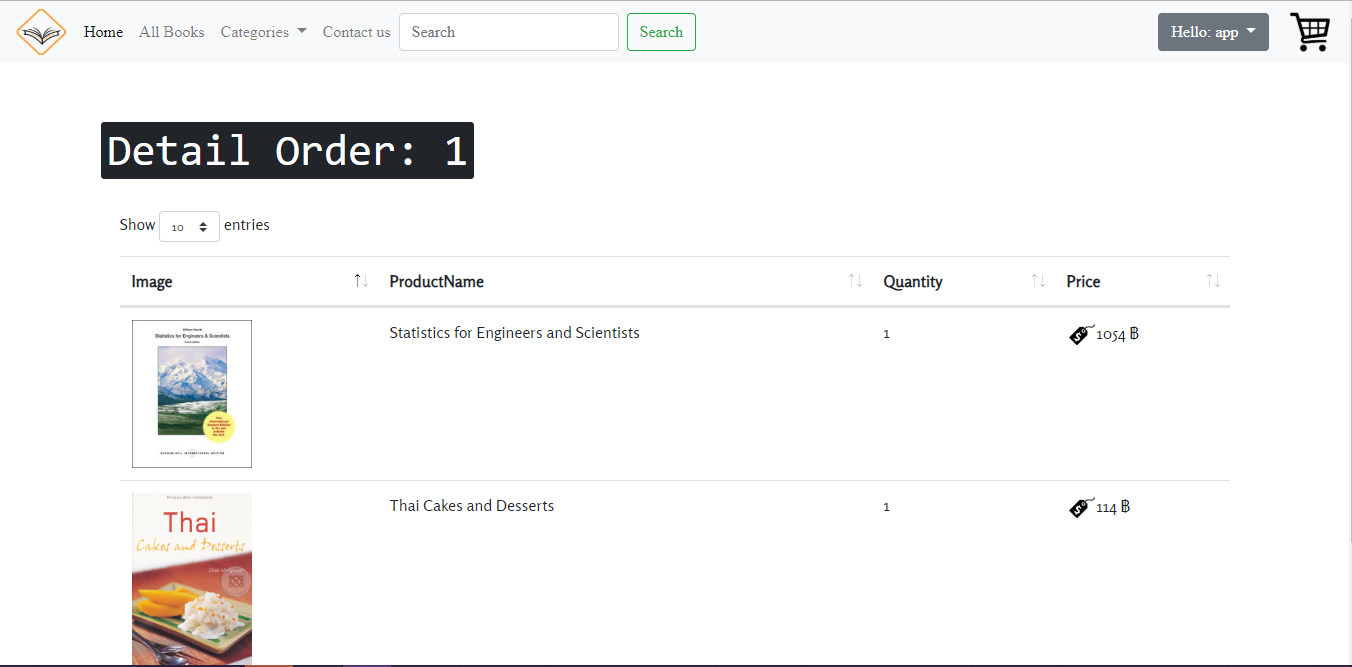 Home All Books Categories Contact us Search Search Hello: app
Detail Order: 1
Show 10 entries
Image ProductName Quantity Price
Statistics for Engineers and Scientists 1 1054 ฿
William Navidi
Statistics for Engineers & Scientists
Thai Cakes and Desserts 1 114 ฿
Thai
Cakes and Desserts